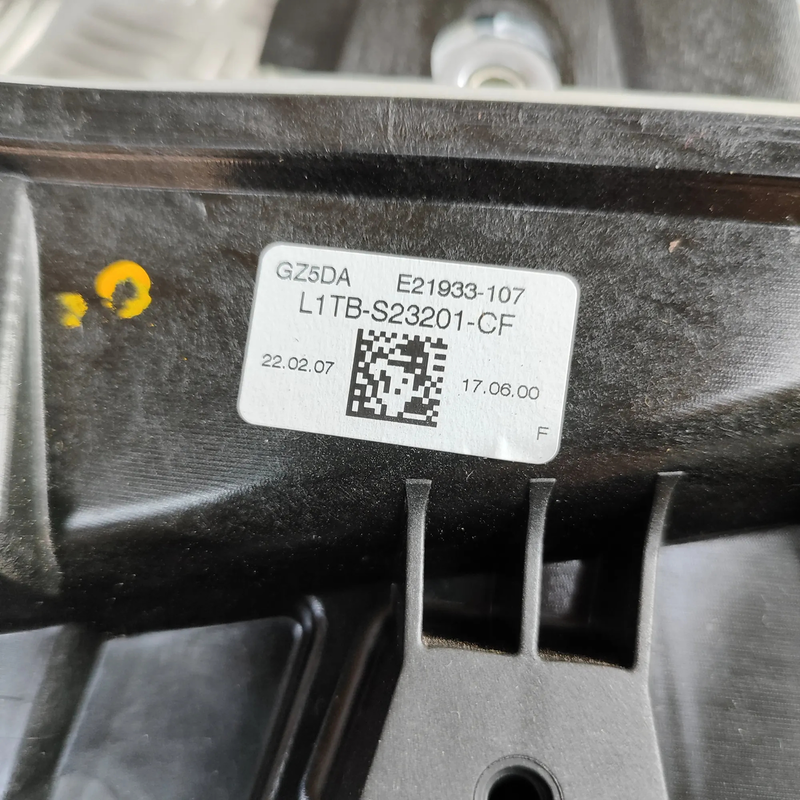 GZ5DA E21933-107
L1TB-S23201-CF
22.02.07 17.06.00
F